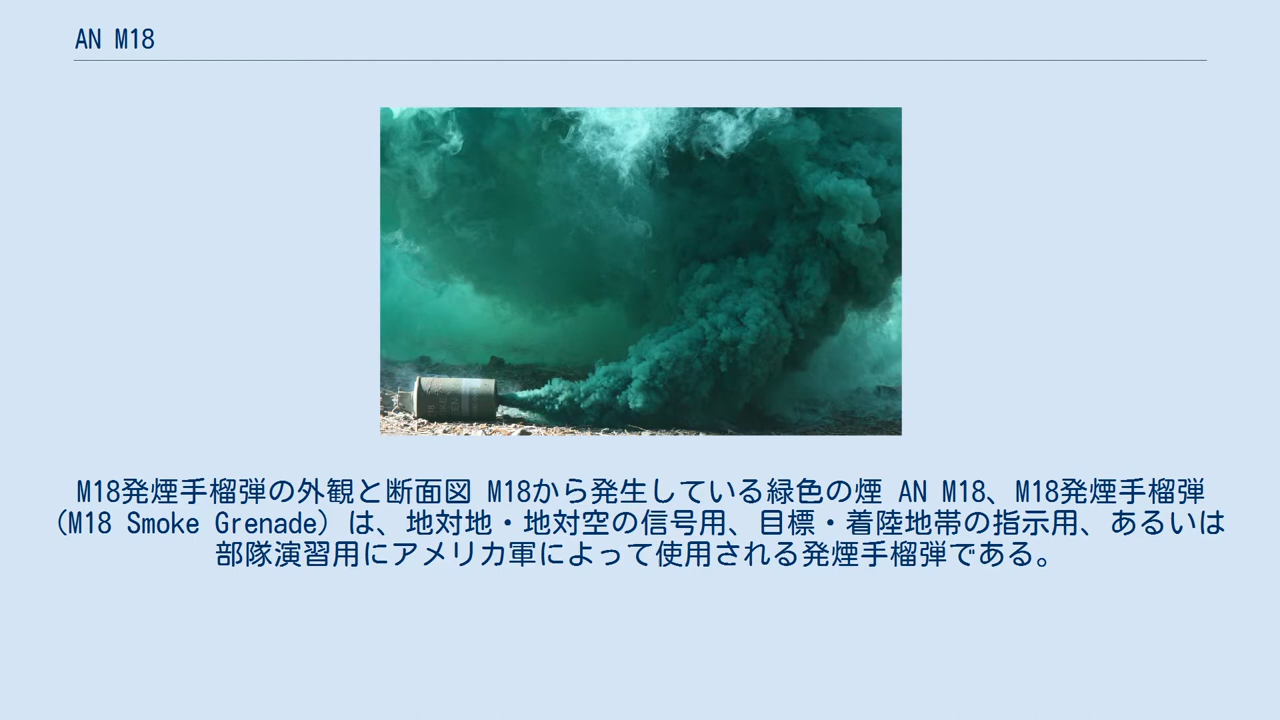 AN M18
M18発煙手榴弾の外観と断面図 M18から発生している緑色の煙 AN M18、M18発煙手榴弾
(M18 Smoke Grenade) は、地対地・地対空の信号用、目標・着陸地帯の指示用、あるいは
部隊演習用にアメリカ軍によって使用される発煙手榴弾である。